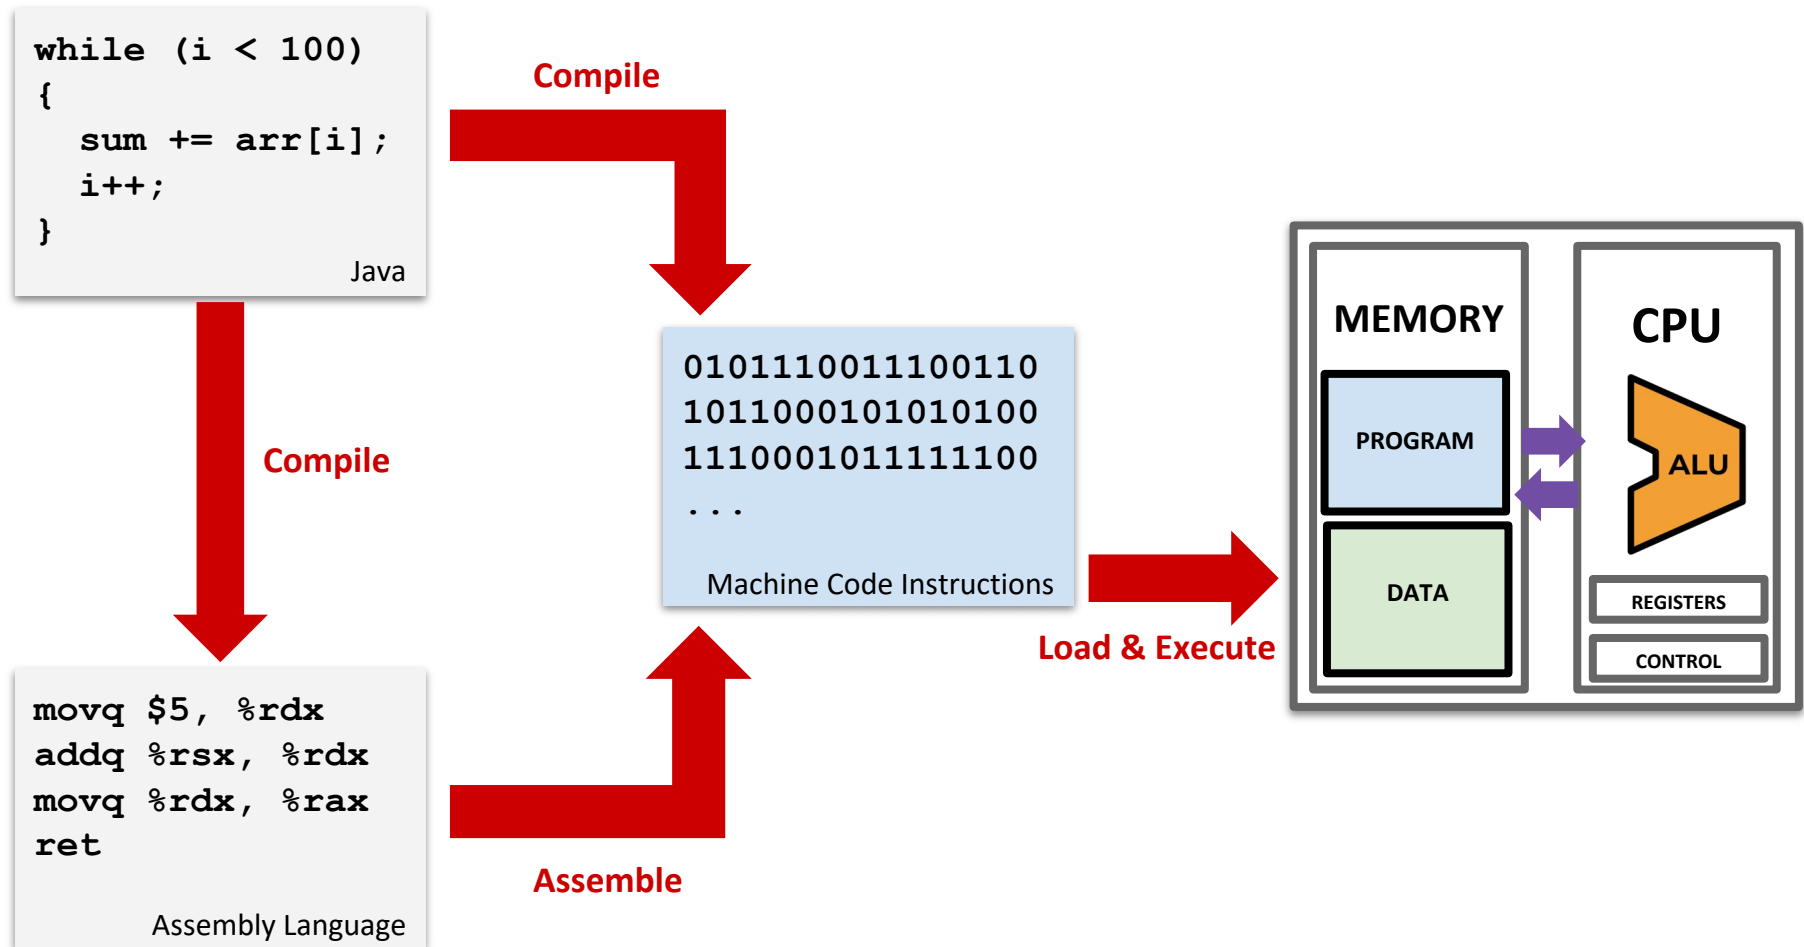 while (i < 100)
{
  sum += arr[i];
  i++;
}
Java
Compile
Compile
0101110011100110
1011000101010100
1110001011111100
...
Machine Code Instructions
movq $5, %rdx
addq %rsx, %rdx
movq %rdx, %rax
ret
Assembly Language
Assemble
Load & Execute
MEMORY
PROGRAM
DATA
CPU
ALU
REGISTERS
CONTROL